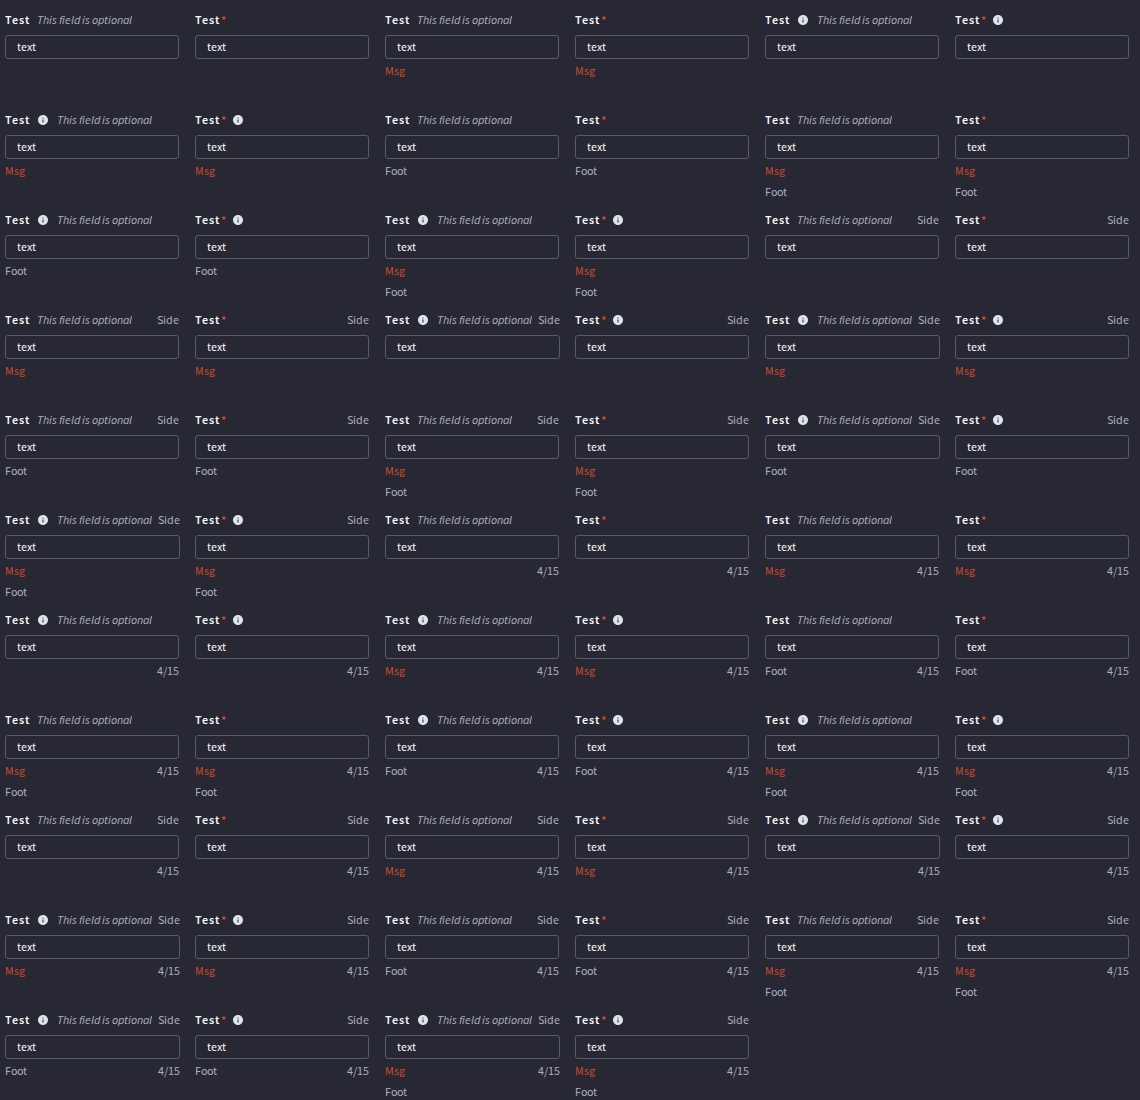 Test This field is optional Test* Test This field is optional Test* Test i This field is optional Test* i
text text text text text text
Msg Msg
Test i This field is optional Test* i Test This field is optional Test* Test This field is optional Test*
text text text text text text
Msg Msg Foot Foot Msg Msg
Foot Foot
Test i This field is optional Test* i Test i This field is optional Test* i Test This field is optional Side Test* Side
text text text text text text
Foot Foot Msg Msg
Foot Foot
Test This field is optional Side Test* Side Test i This field is optional Side Test* i Side Test i This field is optional Side Test* i Side
text text text text text text
Msg Msg Msg Msg
Test This field is optional Side Test* Side Test This field is optional Side Test* Side Test i This field is optional Side Test* i Side
text text text text text text
Foot Foot Msg Msg Foot Foot
Foot Foot
Test i This field is optional Side Test* i Side Test This field is optional Test* Test This field is optional Test*
text text text text text text
Msg Msg 4/15 4/15 Msg 4/15 Msg 4/15
Foot Foot
Test i This field is optional Test* i Test i This field is optional Test* i Test This field is optional Test*
text text text text text text
4/15 4/15 Msg 4/15 Msg 4/15 Foot 4/15 Foot 4/15
Test This field is optional Test* Test i This field is optional Test* i Test i This field is optional Test* i
text text text text text text
Msg 4/15 Msg 4/15 Foot 4/15 Foot 4/15 Msg 4/15 Msg 4/15
Foot Foot Foot Foot
Test This field is optional Side Test* Side Test This field is optional Side Test* Side Test i This field is optional Side Test* i Side
text text text text text text
4/15 4/15 Msg 4/15 Msg 4/15 4/15 4/15
Test i This field is optional Side Test* i Side Test This field is optional Side Test* Side Test This field is optional Side Test* Side
text text text text text text
Msg 4/15 Msg 4/15 Foot 4/15 Foot 4/15 Msg 4/15 Msg 4/15
Foot Foot
Test i This field is optional Side Test* i Side Test i This field is optional Side Test* i Side
text text text text
Foot 4/15 Foot 4/15 Msg 4/15 Msg 4/15
Foot Foot